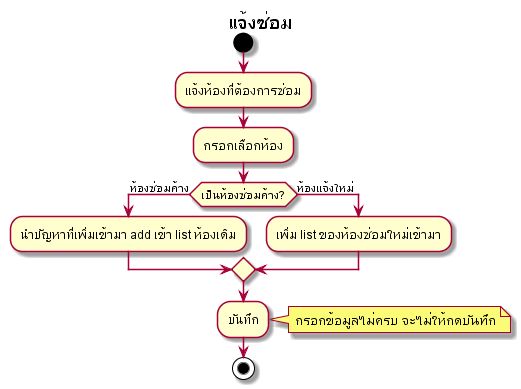 แจ้งซ่อม
แจ้งห้องที่ต้องการซ่อม
กรอกเลือกห้อง
ห้องซ่อมค้าง
เป็นห้องซ่อมค้าง?
ห้องแจ้งใหม่
นำปัญหาที่เพิ่มเข้ามา add เข้า list ห้องเดิม
เพิ่ม list ของห้องซ่อมใหม่เข้ามา
บันทึก
กรอกข้อมูลไม่ครบ จะไม่ให้กดบันทึก